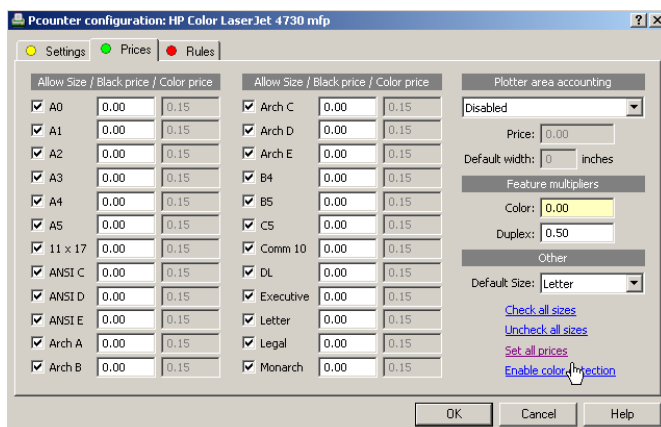 Pcounter configuration: HP Color LaserJet 4730 mfp
Settings Prices Rules
Allow Size / Black price / Color price
A0 0.00 0.15
A1 0.00 0.15
A2 0.00 0.15
A3 0.00 0.15
A4 0.00 0.15
A5 0.00 0.15
11 x 17 0.00 0.15
ANSI C 0.00 0.15
ANSI D 0.00 0.15
ANSI E 0.00 0.15
Arch A 0.00 0.15
Arch B 0.00 0.15
Allow Size / Black price / Color price
Arch C 0.00 0.15
Arch D 0.00 0.15
Arch E 0.00 0.15
B4 0.00 0.15
B5 0.00 0.15
C5 0.00 0.15
Comm 10 0.00 0.15
DL 0.00 0.15
Executive 0.00 0.15
Letter 0.00 0.15
Legal 0.00 0.15
Monarch 0.00 0.15
Plotter area accounting
Disabled
Price: 0.00
Default width: 0 inches
Feature multipliers
Color: 0.00
Duplex: 0.50
Other
Default Size: Letter
Check all sizes
Uncheck all sizes
Set all prices
Enable color detection
OK Cancel Help